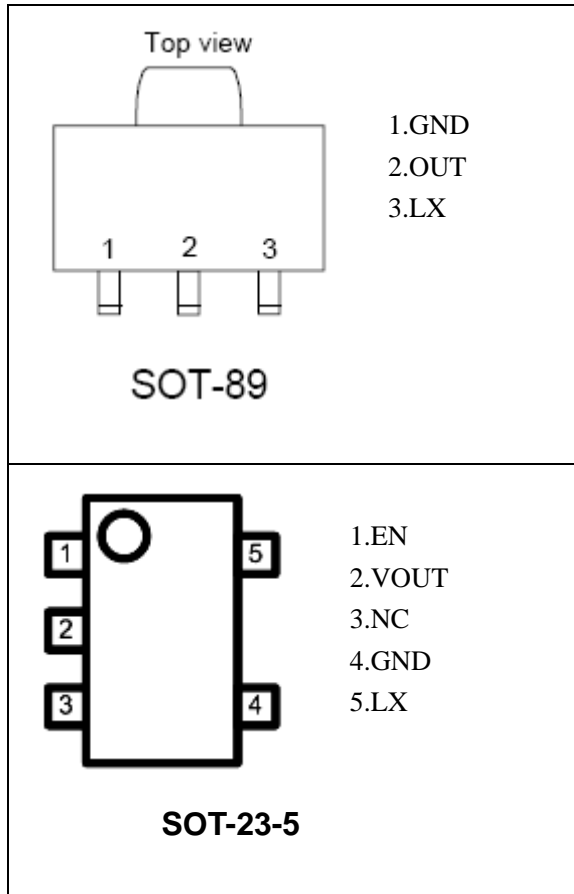 Top view
1.GND
2.OUT
3.LX
1 2 3
SOT-89
1 5
2
3 4
1.EN
2.VOUT
3.NC
4.GND
5.LX
SOT-23-5